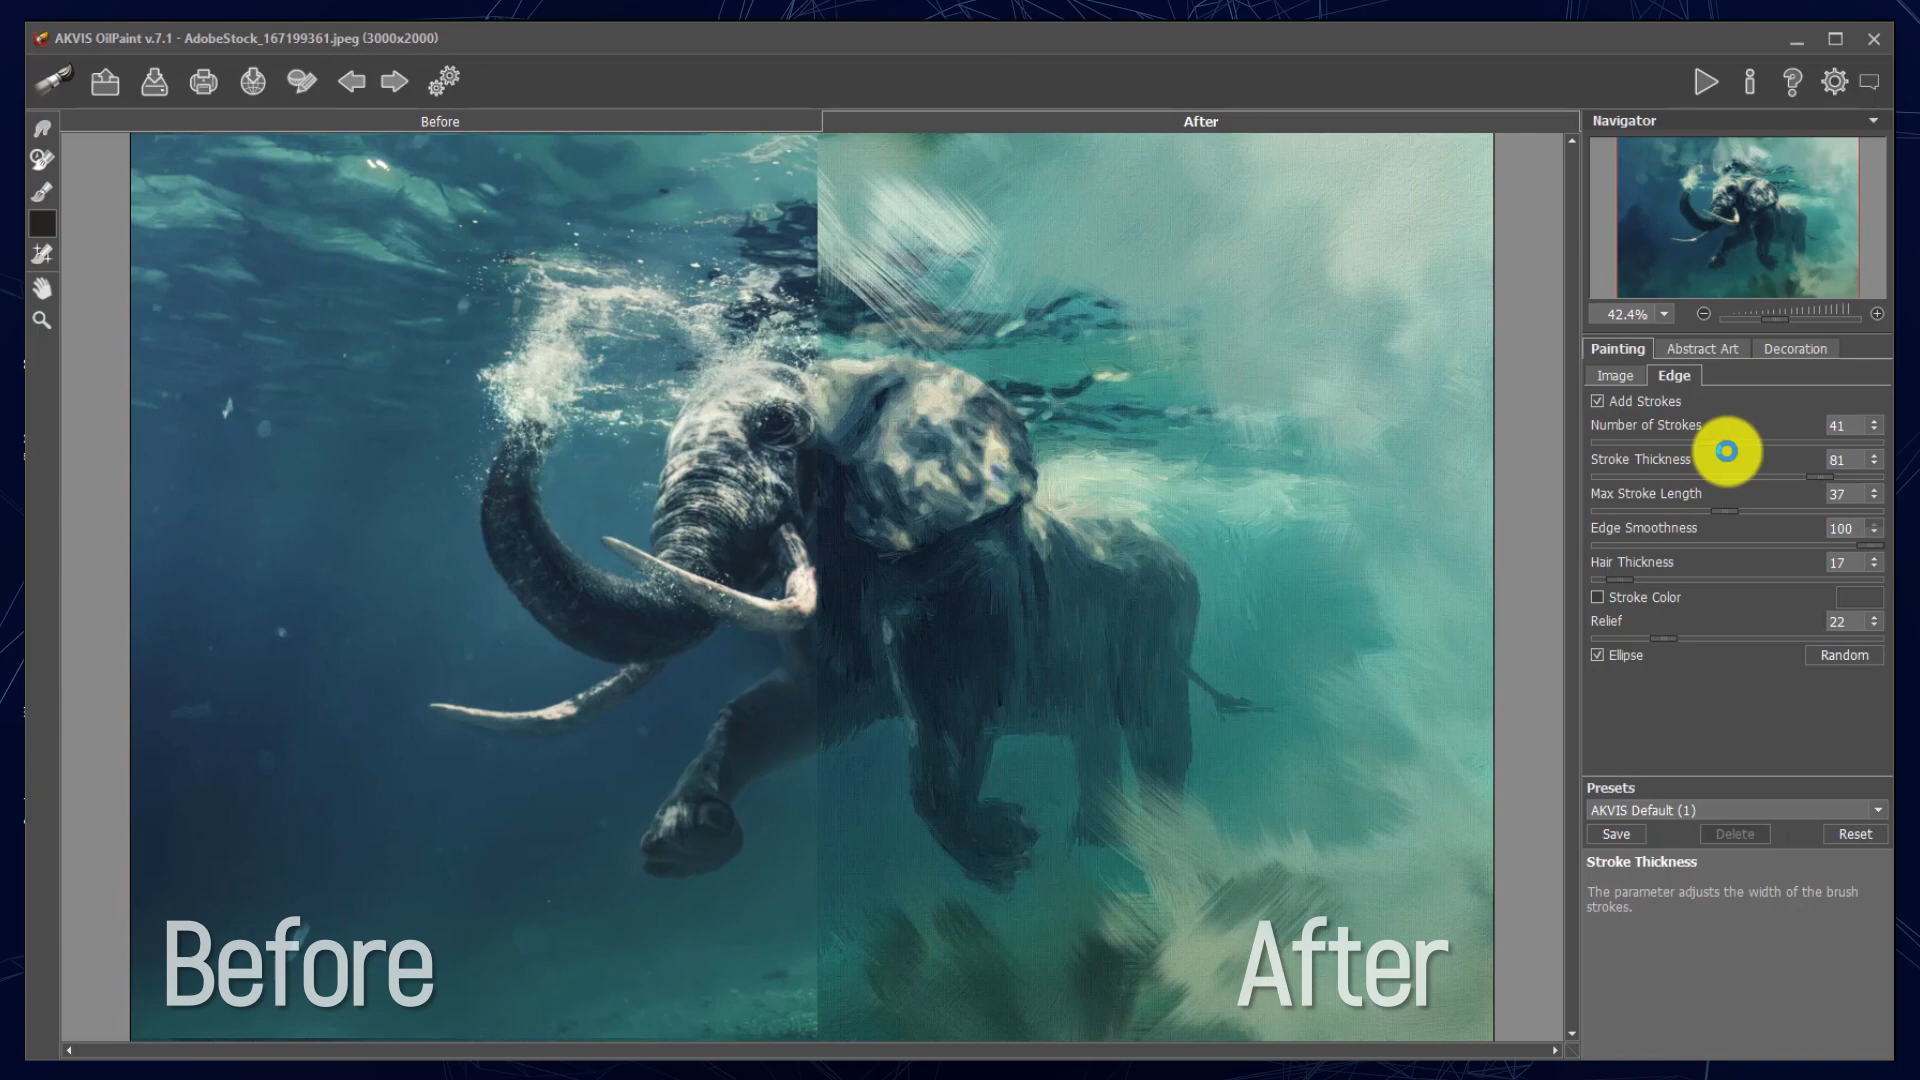 AKVIS OilPaint v.7.1 - AdobeStock_167199361.jpeg (3000x2000)
Before
After
Navigator
42.4%
Painting
Abstract Art
Decoration
Image
Edge
Add Strokes
Number of Strokes
41
Stroke Thickness
81
Max Stroke Length
37
Edge Smoothness
100
Hair Thickness
17
Stroke Color
Relief
22
Ellipse
Random
Presets
AKVIS Default (1)
Save
Delete
Reset
Stroke Thickness
The parameter adjusts the width of the brush
strokes.
Before
After